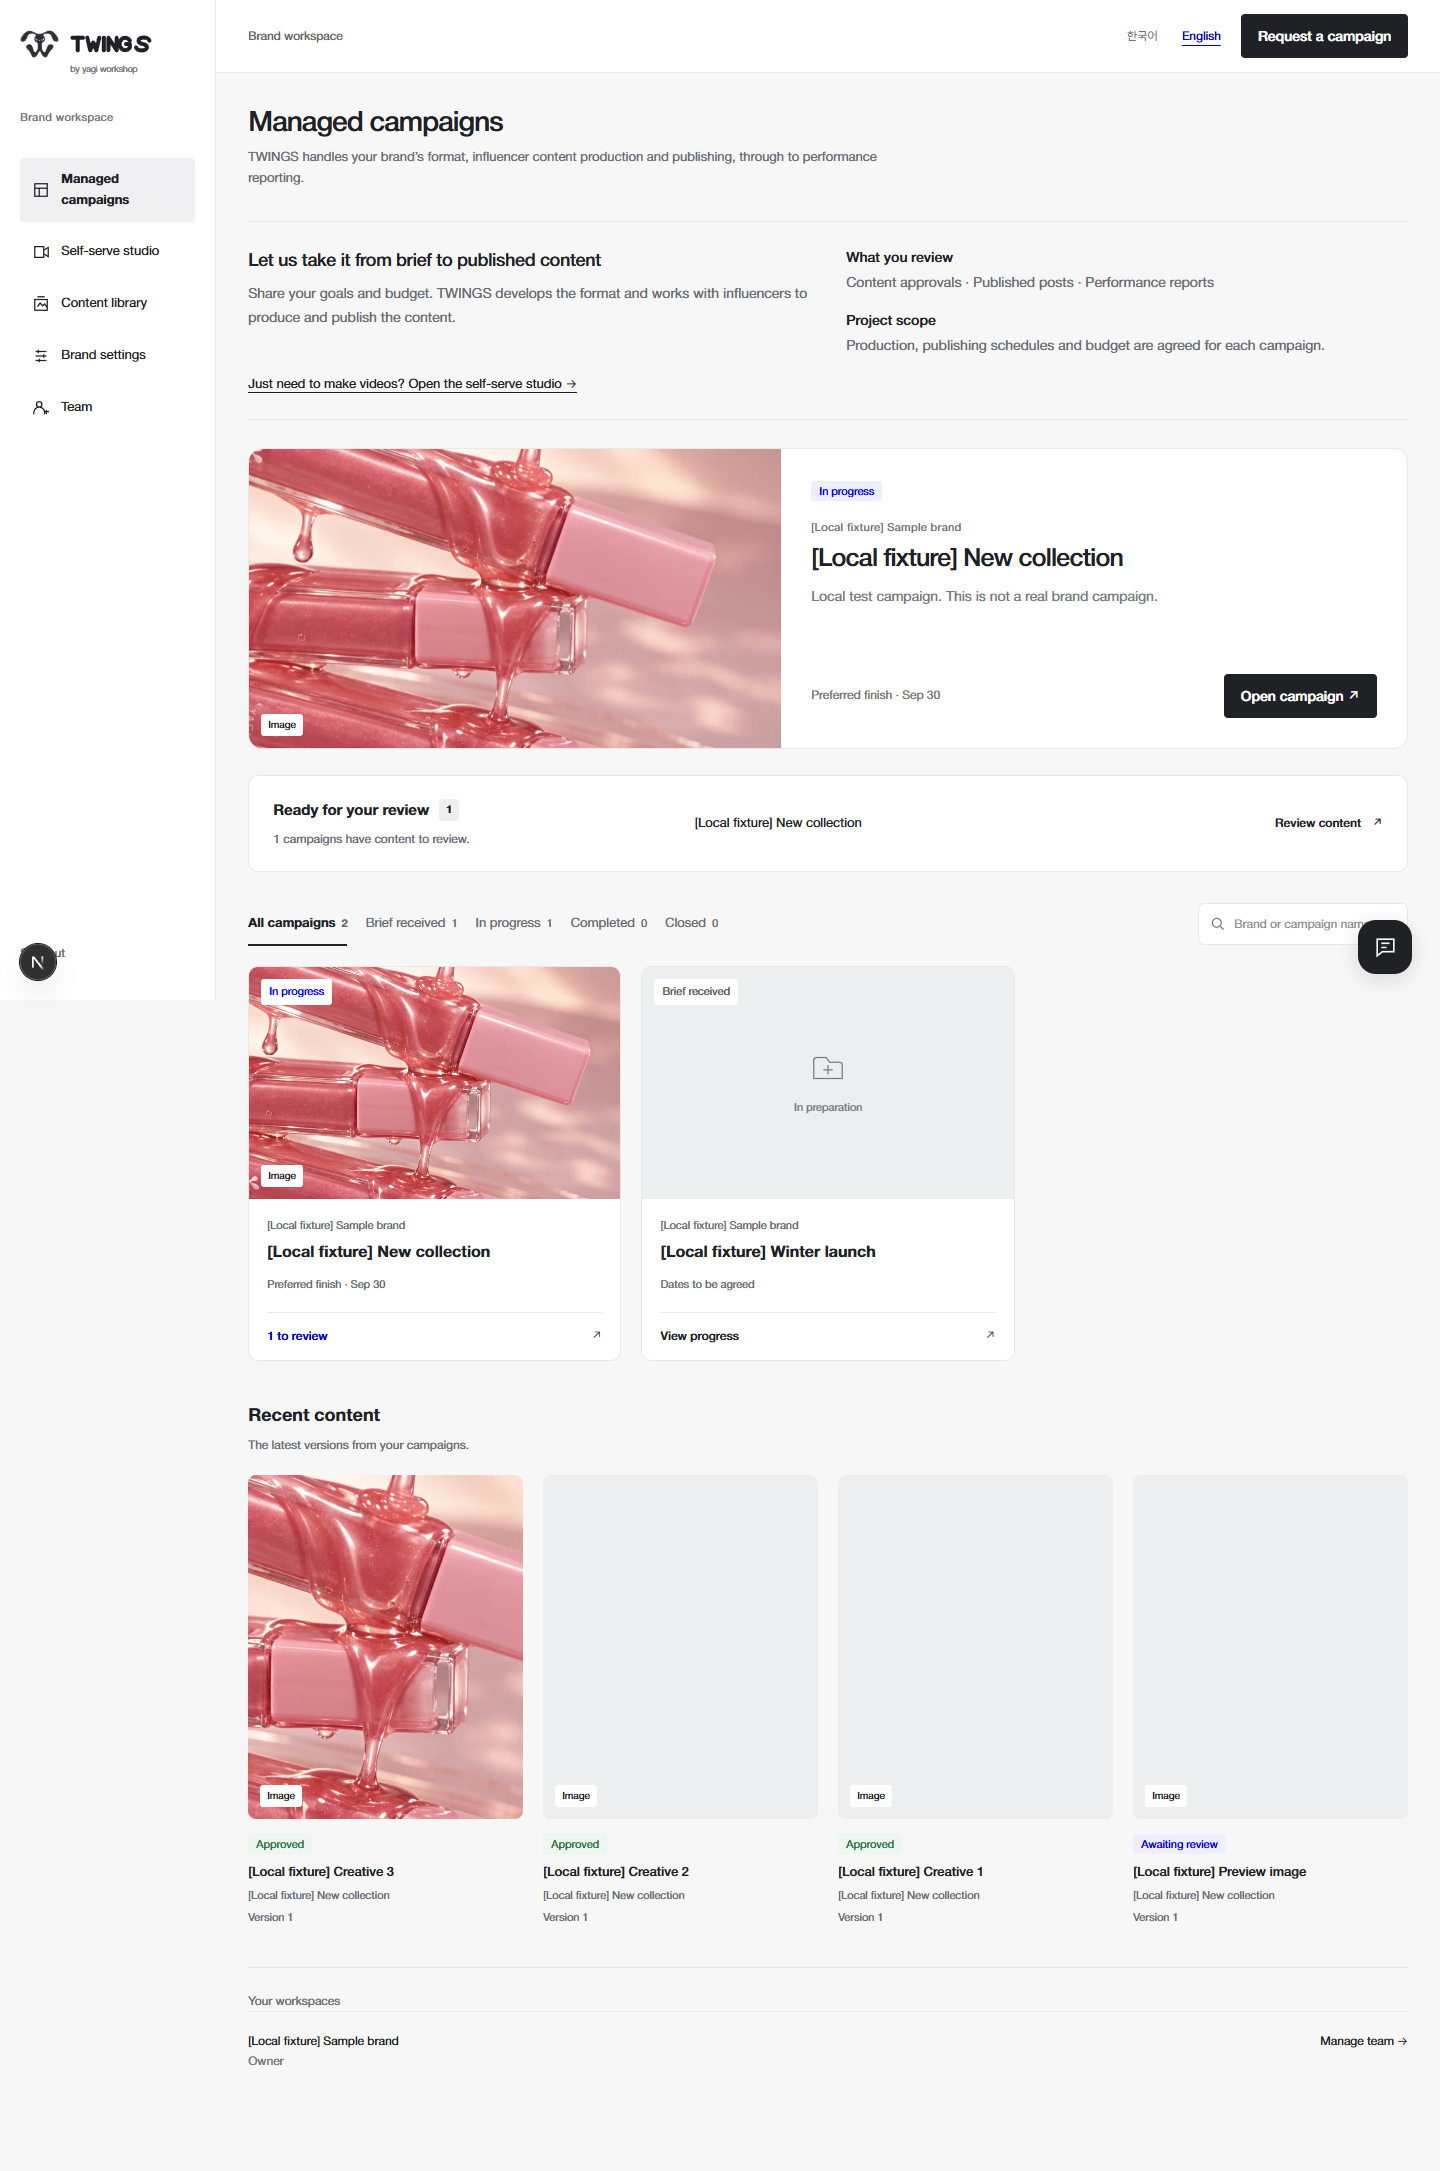 TWINGS
by yagi workshop
Brand workspace
Managed
campaigns
Self-serve studio
Content library
Brand settings
Team
N
Brand workspace
한국어
English
Request a campaign
Managed campaigns
TWINGS handles your brand’s format, influencer content production and publishing, through to performance
reporting.
Let us take it from brief to published content
Share your goals and budget. TWINGS develops the format and works with influencers to
produce and publish the content.
Just need to make videos? Open the self-serve studio →
What you review
Content approvals · Published posts · Performance reports
Project scope
Production, publishing schedules and budget are agreed for each campaign.
Image
In progress
[Local fixture] Sample brand
[Local fixture] New collection
Local test campaign. This is not a real brand campaign.
Preferred finish · Sep 30
Open campaign ↗
Ready for your review 1
1 campaigns have content to review.
[Local fixture] New collection
Review content ↗
All campaigns 2
Brief received 1
In progress 1
Completed 0
Closed 0
Brand or campaign
In progress
Image
[Local fixture] Sample brand
[Local fixture] New collection
Preferred finish · Sep 30
1 to review ↗
Brief received
In preparation
[Local fixture] Sample brand
[Local fixture] Winter launch
Dates to be agreed
View progress ↗
Recent content
The latest versions from your campaigns.
Image
Approved
[Local fixture] Creative 3
[Local fixture] New collection
Version 1
Image
Approved
[Local fixture] Creative 2
[Local fixture] New collection
Version 1
Image
Approved
[Local fixture] Creative 1
[Local fixture] New collection
Version 1
Image
Awaiting review
[Local fixture] Preview image
[Local fixture] New collection
Version 1
Your workspaces
[Local fixture] Sample brand
Owner
Manage team →